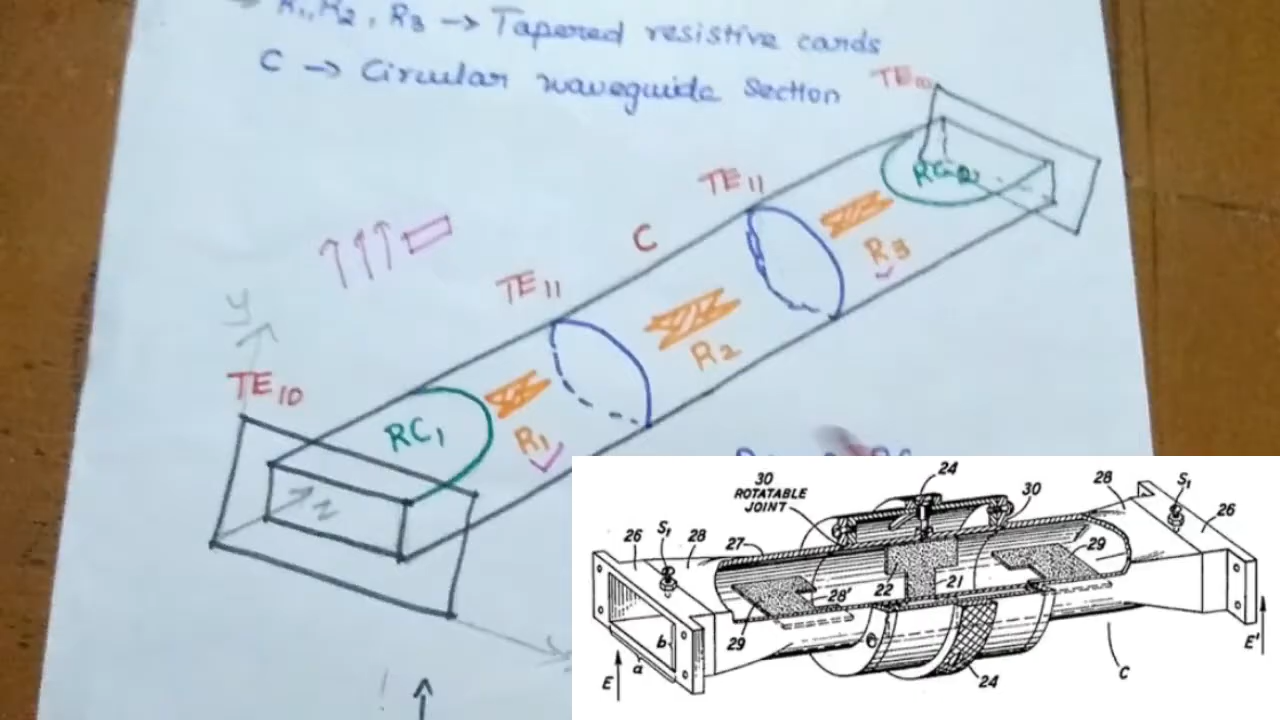 R₁, R₂, R₃ → Tapered resistive cards
C → Circular waveguide Section
TE₁₀
TE₁₁
C
TE₁₁
RC₂
R₃
R₂
y
TE₁₀
RC₁
R₁
z
24
30
ROTATABLE
JOINT
30
28
S₁
26
26
S₁
28
27
29
22
21
28'
29
b
a
E
24
C
E'